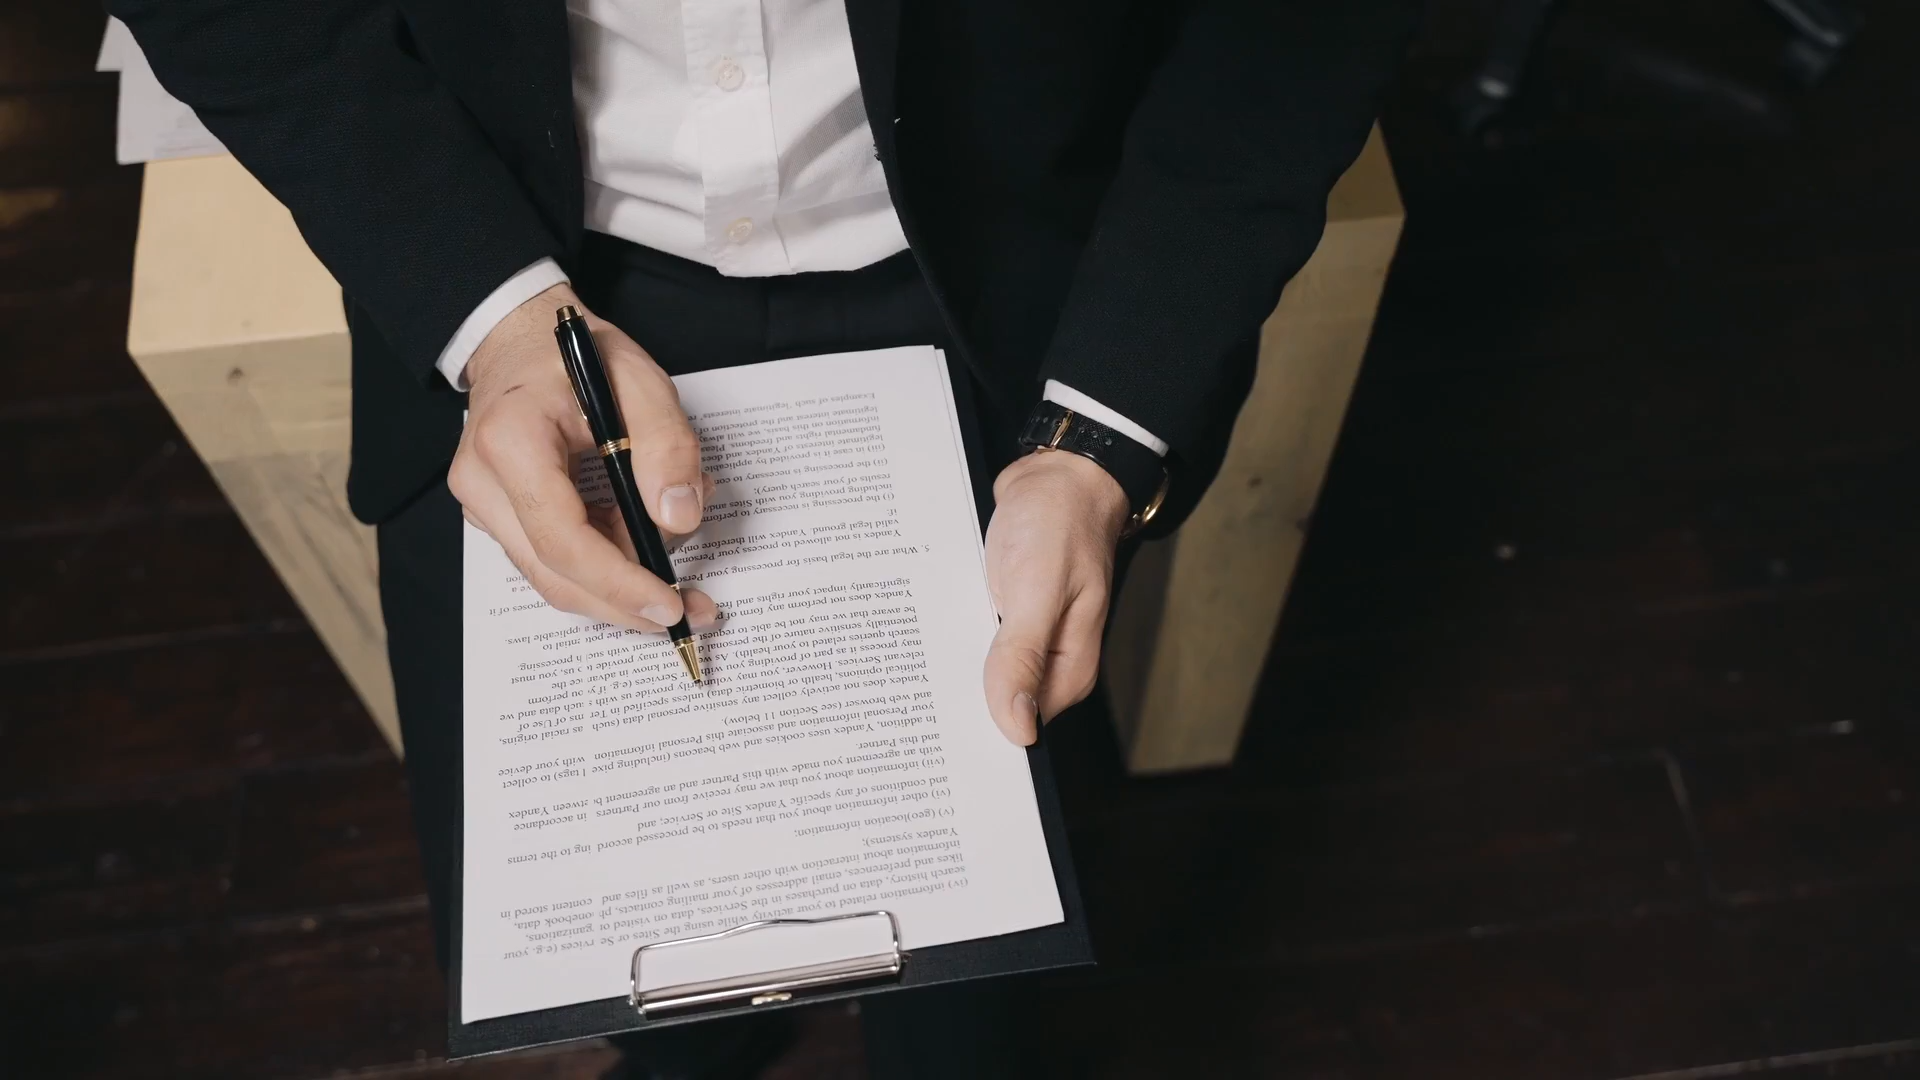 (iv) information related to your activity while using the Sites or Se rvices (e.g. your
search history, data on purchases in the Services, data on visited or ganizations,
likes and preferences, email addresses of your mailing contacts, ph onebook data,
information about interaction with other users, as well as files and content stored in
Yandex systems);
(v) (geo)location information;
(vi) other information about you that needs to be processed accord ing to the terms
and conditions of any specific Yandex Site or Service; and
(vii) information about you that we may receive from our Partners in accordance
with an agreement you made with this Partner and an agreement between Yandex
and this Partner.
In addition, Yandex uses cookies and web beacons (including pixe l tags) to collect
your Personal information and associate this Personal information with your device
and web browser (see Section 11 below).
Yandex does not actively collect any sensitive personal data (such as racial origins,
political opinions, health or biometric data) unless specified in Ter ms of Use of
relevant Services. However, you may voluntarily provide us with such data and we
may process it as part of providing you with Services (e.g. if you perform
search queries related to your health). As we not know in advance the
potentially sensitive nature of the personal you may provide to us, you must
be aware that we may not be able to request consent with such processing
Yandex does not perform any form of has the potential to
significantly impact your rights and with applicable laws.
5. What are the legal basis for processing your Personal
Yandex is not allowed to process your Personal
valid legal ground. Yandex will therefore only
if:
(i) the processing is necessary to perform
including providing you with Sites and/
results of your search query);
(ii) the processing is necessary to
(iii) in case it is provided by applicable
legitimate interests of Yandex and does
fundamental rights and freedoms.
information on this basis, we will always
legitimate interest and the protection of
Examples of such "legitimate interests"